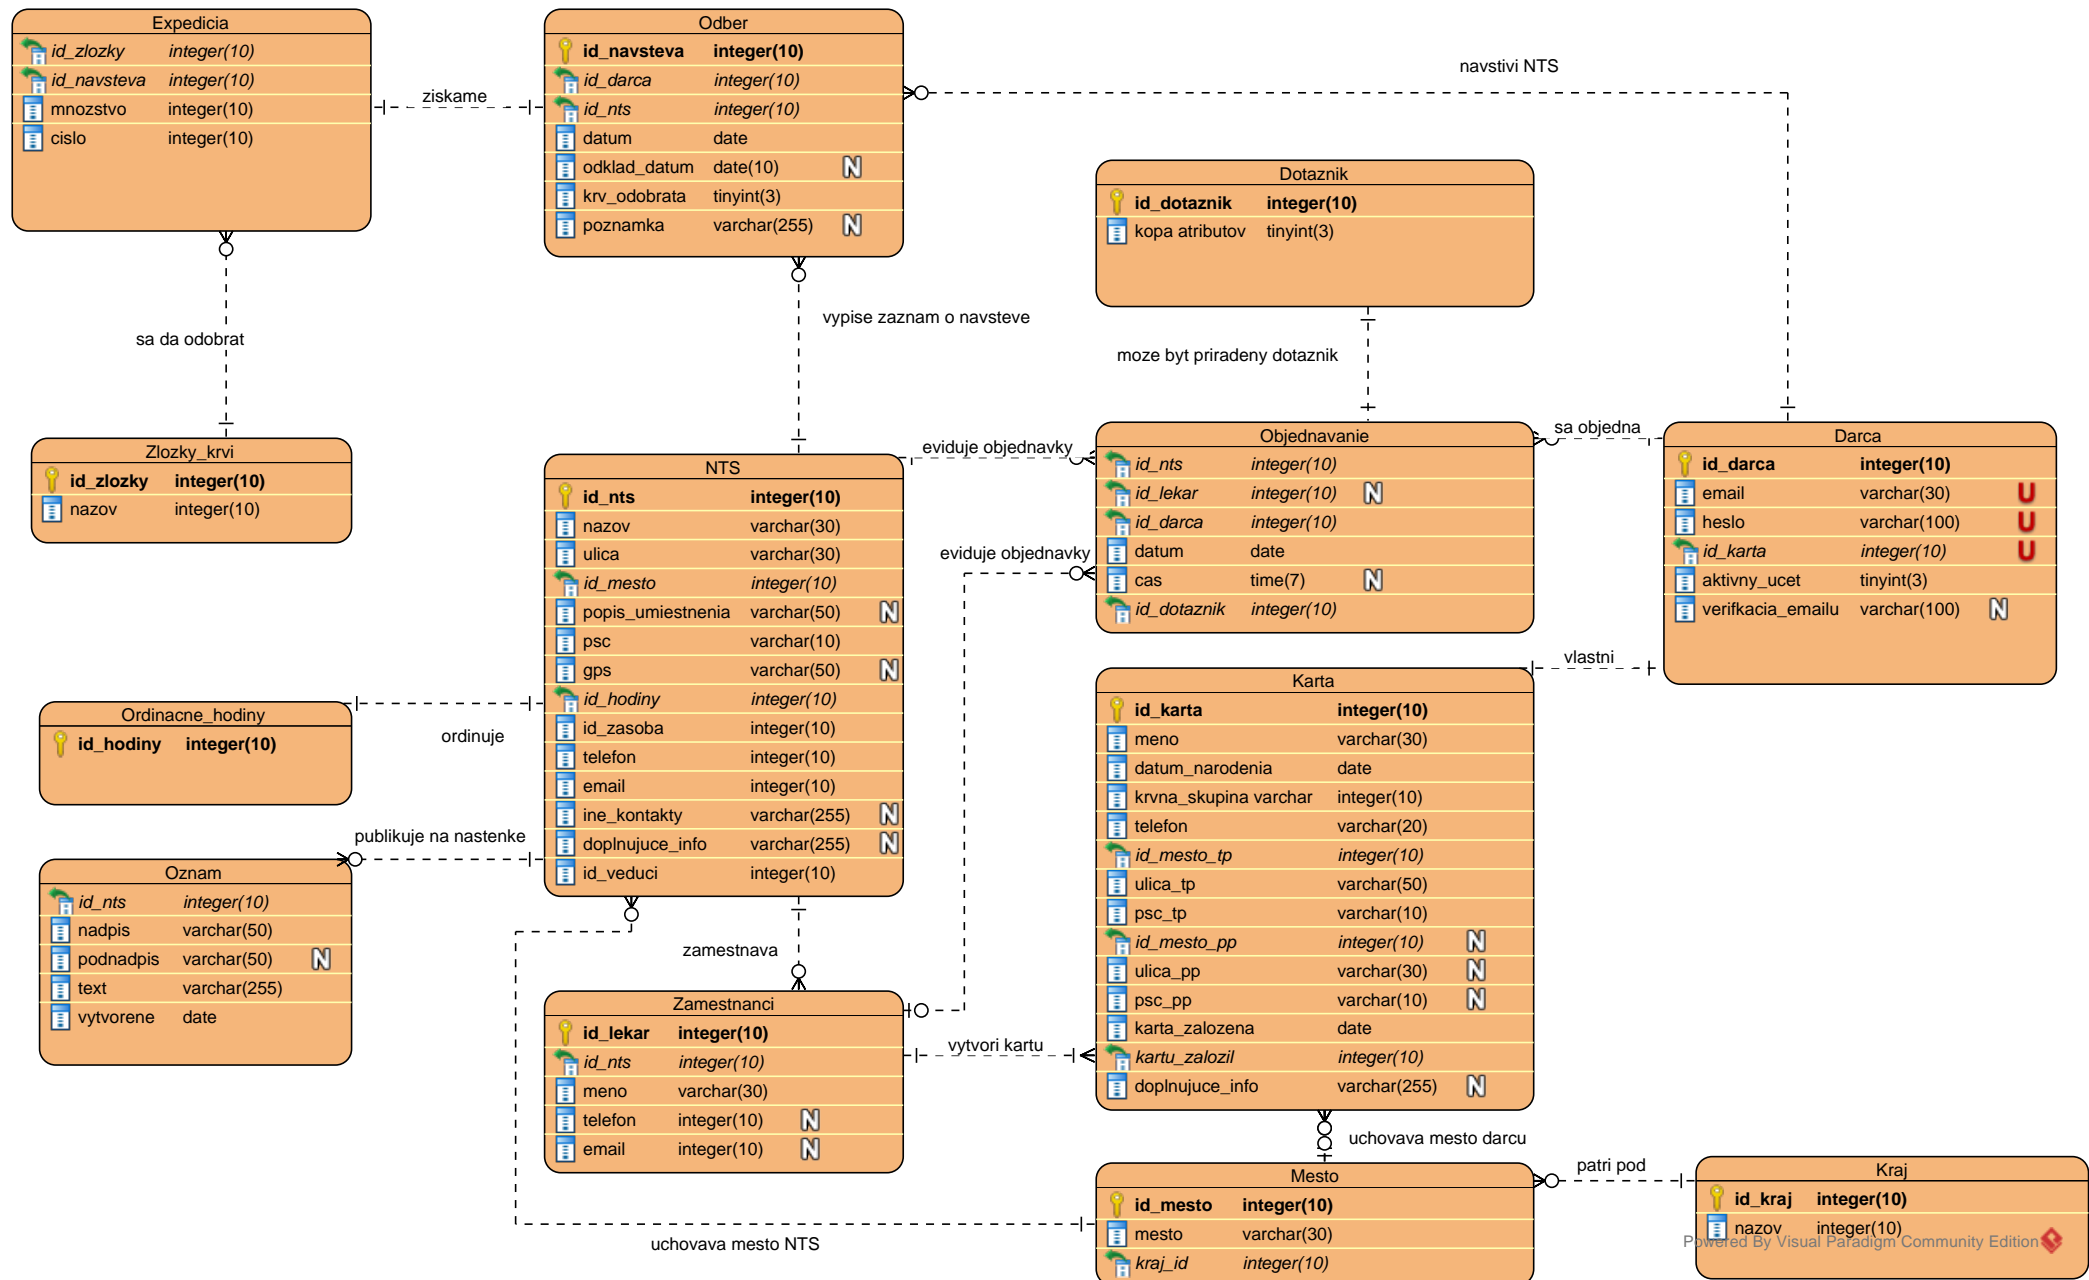 Expedicia
id_zlozky integer(10)
id_navsteva integer(10)
mnozstvo integer(10)
cislo integer(10)
ziskame
Odber
id_navsteva integer(10)
id_darca integer(10)
id_nts integer(10)
datum date
odklad_datum date(10) N
krv_odobrata tinyint(3)
poznamka varchar(255) N
navstivi NTS
Dotaznik
id_dotaznik integer(10)
kopa atributov tinyint(3)
sa da odobrat
vypise zaznam o navsteve
moze byt priradeny dotaznik
Zlozky_krvi
id_zlozky integer(10)
nazov integer(10)
NTS
id_nts integer(10)
nazov varchar(30)
ulica varchar(30)
id_mesto integer(10)
popis_umiestnenia varchar(50) N
psc varchar(10)
gps varchar(50) N
id_hodiny integer(10)
id_zasoba integer(10)
telefon integer(10)
email integer(10)
ine_kontakty varchar(255) N
doplnujuce_info varchar(255) N
id_veduci integer(10)
eviduje objednavky
eviduje objednavky
Objednavanie
id_nts integer(10)
id_lekar integer(10) N
id_darca integer(10)
datum date
cas time(7) N
id_dotaznik integer(10)
sa objedna
Darca
id_darca integer(10)
email varchar(30) U
heslo varchar(100) U
id_karta integer(10) U
aktivny_ucet tinyint(3)
verifkacia_emailu varchar(100) N
vlastni
Ordinacne_hodiny
id_hodiny integer(10)
ordinuje
Karta
id_karta integer(10)
meno varchar(30)
datum_narodenia date
krvna_skupina varchar integer(10)
telefon varchar(20)
id_mesto_tp integer(10)
ulica_tp varchar(50)
psc_tp varchar(10)
id_mesto_pp integer(10) N
ulica_pp varchar(30) N
psc_pp varchar(10) N
karta_zalozena date
kartu_zalozil integer(10)
doplnujuce_info varchar(255) N
publikuje na nastenke
Oznam
id_nts integer(10)
nadpis varchar(50)
podnadpis varchar(50) N
text varchar(255)
vytvorene date
zamestnava
Zamestnanci
id_lekar integer(10)
id_nts integer(10)
meno varchar(30)
telefon integer(10) N
email integer(10) N
vytvori kartu
uchovava mesto darcu
uchovava mesto NTS
Mesto
id_mesto integer(10)
mesto varchar(30)
kraj_id integer(10)
patri pod
Kraj
id_kraj integer(10)
nazov integer(10)
Powered By Visual Paradigm Community Edition